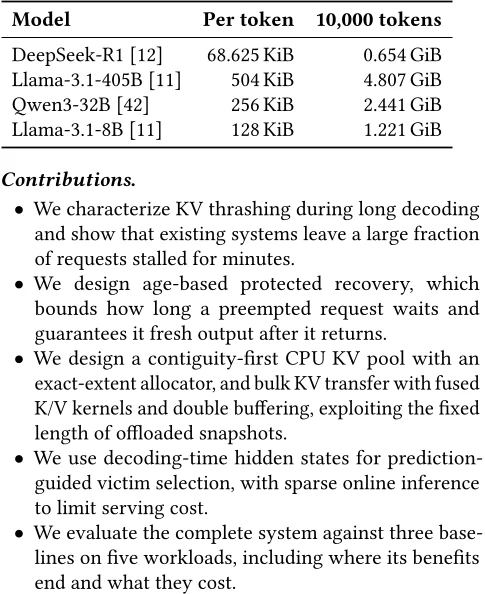 Model Per token 10,000 tokens
DeepSeek-R1 [12] 68.625 KiB 0.654 GiB
Llama-3.1-405B [11] 504 KiB 4.807 GiB
Qwen3-32B [42] 256 KiB 2.441 GiB
Llama-3.1-8B [11] 128 KiB 1.221 GiB
Contributions.
• We characterize KV thrashing during long decoding
and show that existing systems leave a large fraction
of requests stalled for minutes.
• We design age-based protected recovery, which
bounds how long a preempted request waits and
guarantees it fresh output after it returns.
• We design a contiguity-first CPU KV pool with an
exact-extent allocator, and bulk KV transfer with fused
K/V kernels and double buffering, exploiting the fixed
length of offloaded snapshots.
• We use decoding-time hidden states for prediction-
guided victim selection, with sparse online inference
to limit serving cost.
• We evaluate the complete system against three base-
lines on five workloads, including where its benefits
end and what they cost.